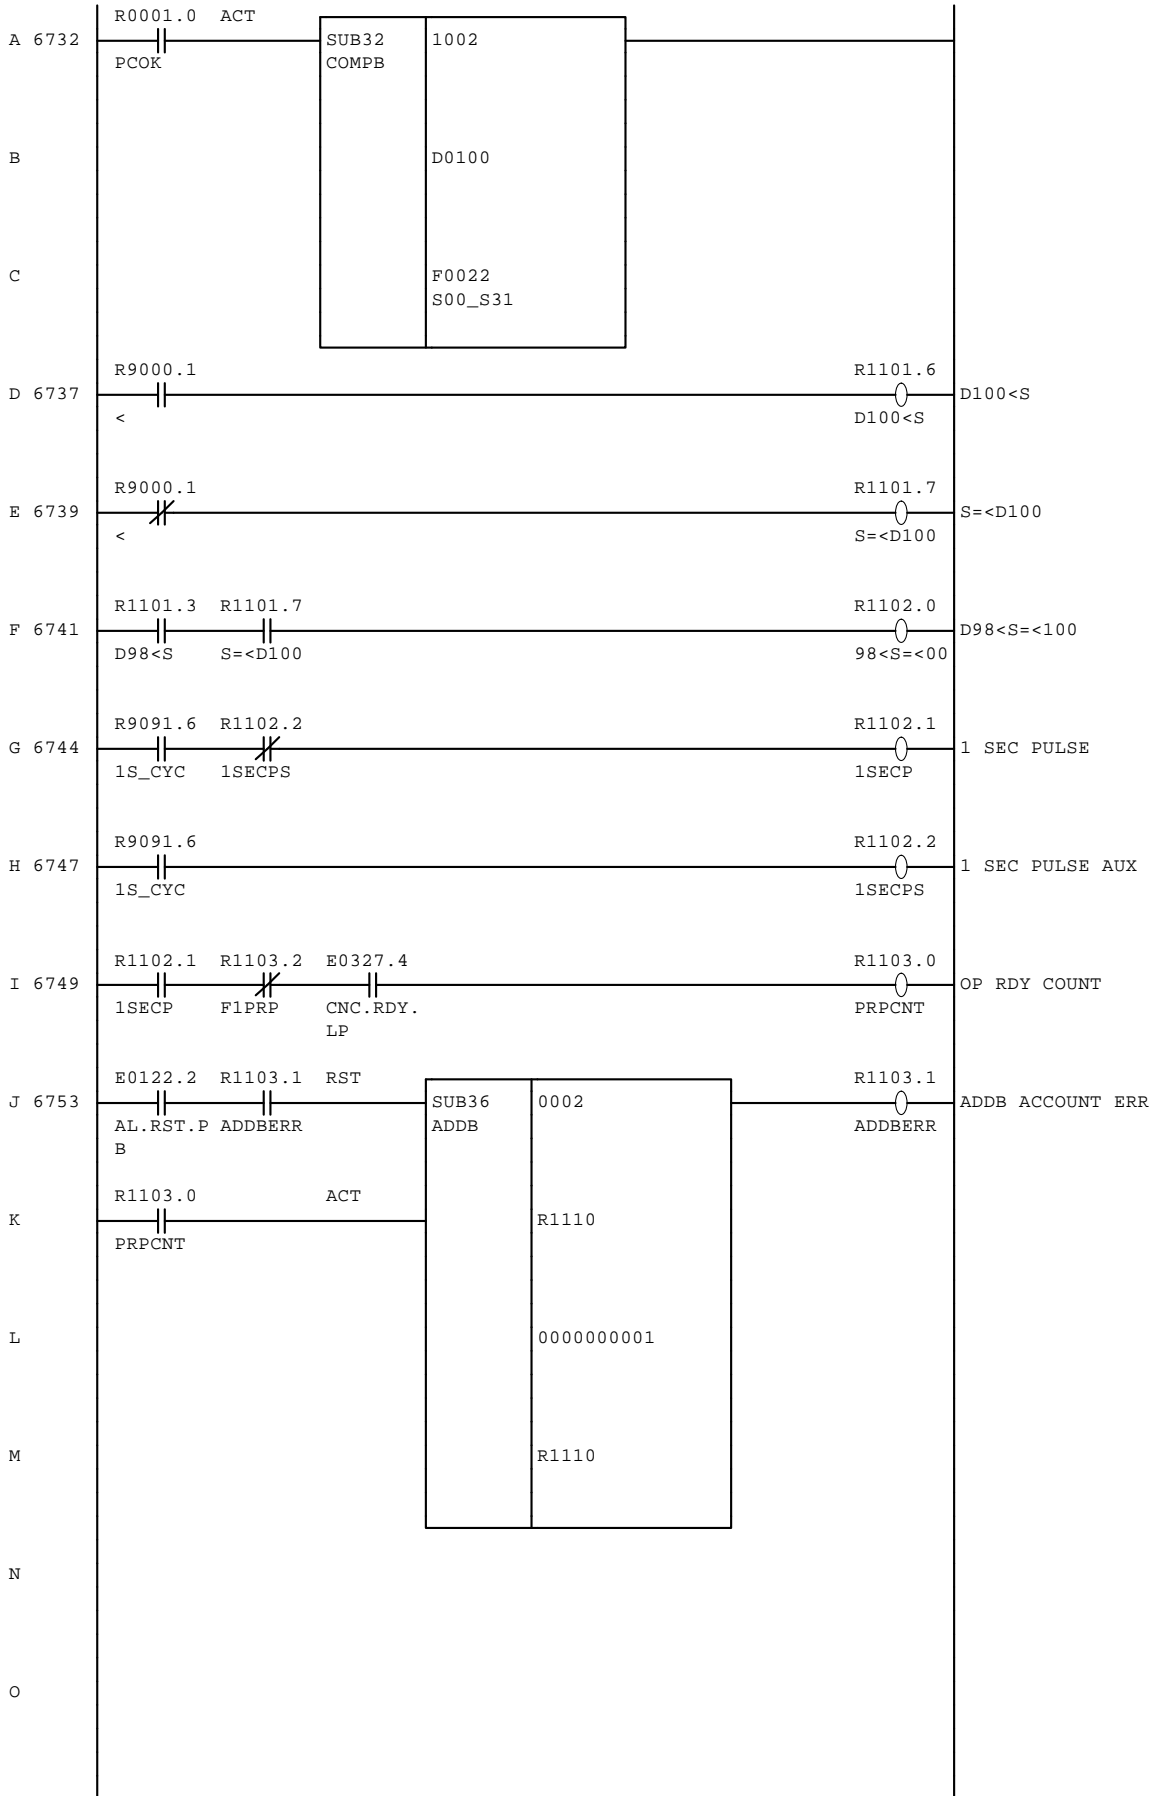 R0001.0 ACT
A 6732 SUB32 1002
PCOK COMPB
B D0100
C F0022
S00_S31
R9000.1 R1101.6
D 6737 D100<S
< D100<S
R9000.1 R1101.7
E 6739 S=<D100
< S=<D100
R1101.3 R1101.7 R1102.0
F 6741 D98<S=<100
D98<S S=<D100 98<S=<00
R9091.6 R1102.2 R1102.1
G 6744 1 SEC PULSE
1S_CYC 1SECPS 1SECP
R9091.6 R1102.2
H 6747 1 SEC PULSE AUX
1S_CYC 1SECPS
R1102.1 R1103.2 E0327.4 R1103.0
I 6749 OP RDY COUNT
1SECP F1PRP CNC.RDY. PRPCNT
LP
E0122.2 R1103.1 RST R1103.1
J 6753 SUB36 0002 ADDB ACCOUNT ERR
AL.RST.P ADDBERR ADDB ADDBERR
B
R1103.0 ACT
K R1110
PRPCNT
L 0000000001
M R1110
N
O